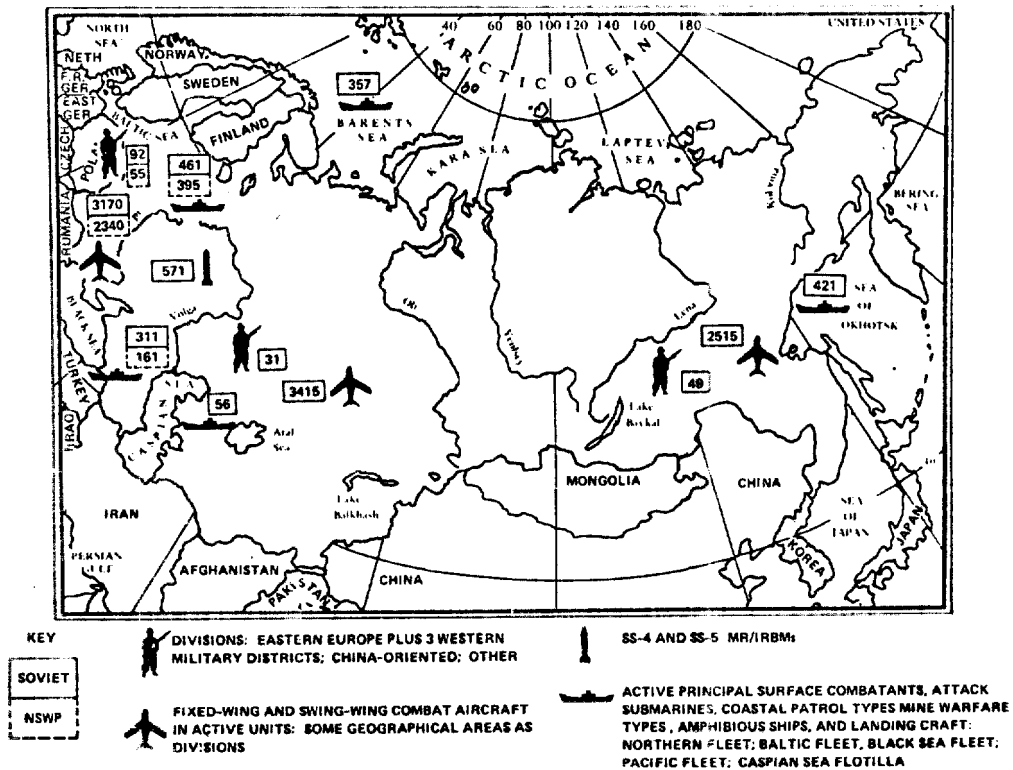 40 60 80 100 120 140 160 180
UNITED STATES
NORTH
SEA
ARCTIC OCEAN
NETH
NORWAY
F.R.
GER
EAST
GER
SWEDEN
FINLAND
BALTIC SEA
357
BARENTS
SEA
KARA SEA
LAPTEV
SEA
BERING
SEA
Kolyma
CZECH
POLA
92
55
461
395
RUMANIA
3170
2340
571
Volga
Ob
Yenisey
Lena
421
SEA
OF
OKHOTSK
BLACK SEA
311
161
31
3415
2515
49
TURKEY
56
CASPIAN SEA
Aral
Sea
Lake
Baykal
IRAQ
IRAN
Lake
Balkhash
MONGOLIA
CHINA
SEA
OF
JAPAN
JAPAN
KOREA
PERSIAN
GULF
AFGHANISTAN
PAKISTAN
CHINA
KEY
SOVIET
NSWP
DIVISIONS: EASTERN EUROPE PLUS 3 WESTERN
MILITARY DISTRICTS; CHINA-ORIENTED; OTHER
FIXED-WING AND SWING-WING COMBAT AIRCRAFT
IN ACTIVE UNITS: SOME GEOGRAPHICAL AREAS AS
DIVISIONS
SS-4 AND SS-5 MR/IRBMs
ACTIVE PRINCIPAL SURFACE COMBATANTS, ATTACK
SUBMARINES, COASTAL PATROL TYPES MINE WARFARE
TYPES, AMPHIBIOUS SHIPS, AND LANDING CRAFT:
NORTHERN FLEET; BALTIC FLEET, BLACK SEA FLEET;
PACIFIC FLEET; CASPIAN SEA FLOTILLA